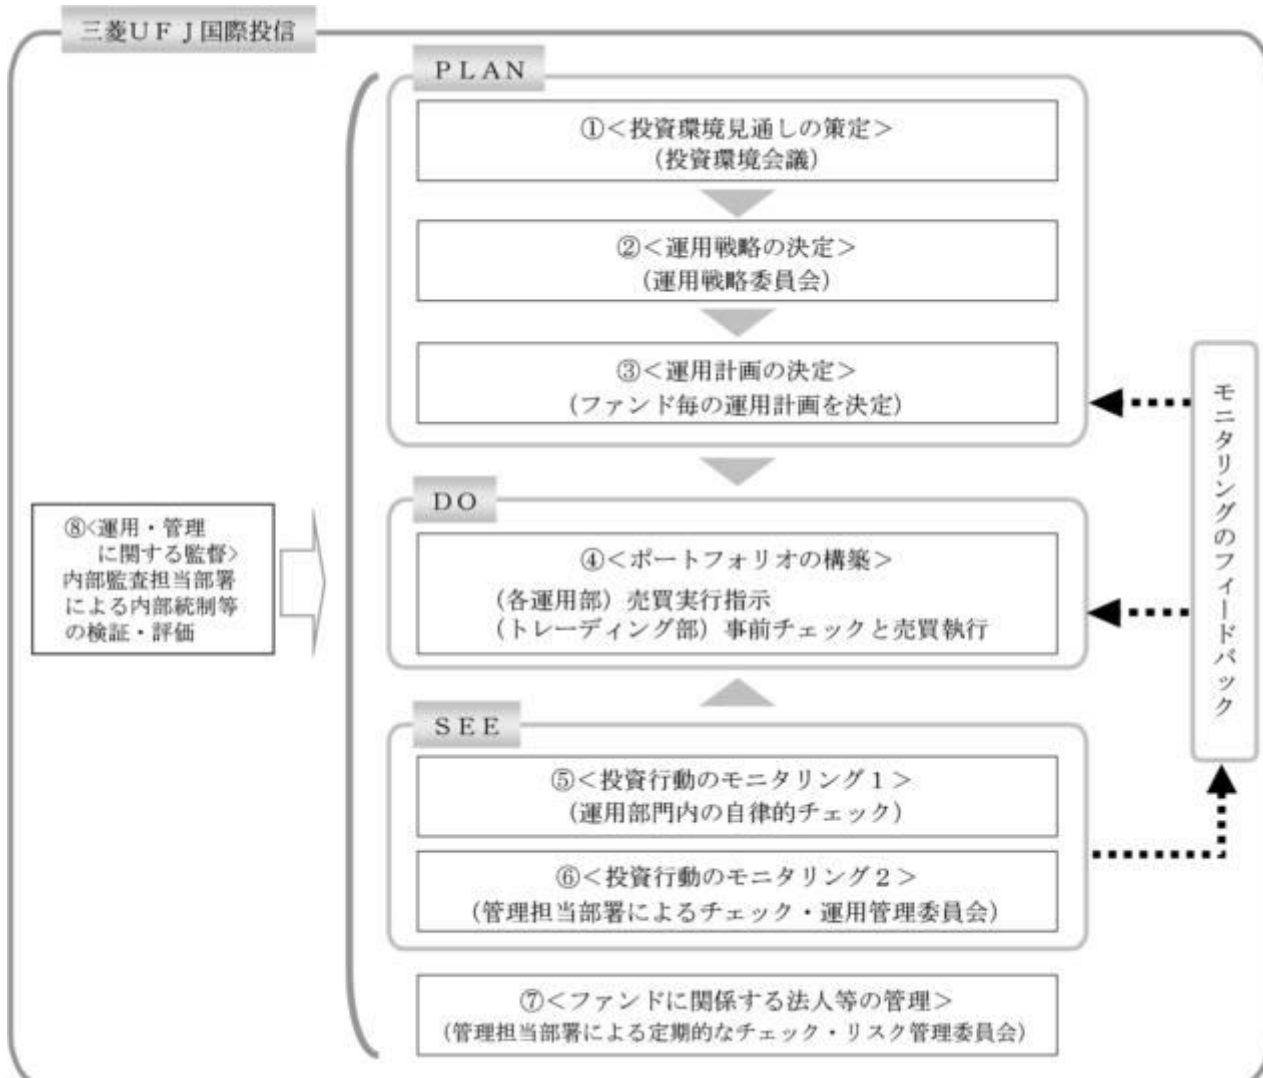 三菱ＵＦＪ国際投信
ＰＬＡＮ
①＜投資環境見通しの策定＞
（投資環境会議）
②＜運用戦略の決定＞
（運用戦略委員会）
③＜運用計画の決定＞
（ファンド毎の運用計画を決定）
ＤＯ
④＜ポートフォリオの構築＞
（各運用部）売買実行指示
（トレーディング部）事前チェックと売買執行
ＳＥＥ
⑤＜投資行動のモニタリング１＞
（運用部門内の自律的チェック）
⑥＜投資行動のモニタリング２＞
（管理担当部署によるチェック・運用管理委員会）
⑦＜ファンドに関係する法人等の管理＞
（管理担当部署による定期的なチェック・リスク管理委員会）
⑧<運用・管理
に関する監督>
内部監査担当部署
による内部統制等
の検証・評価
モニタリングのフィードバック